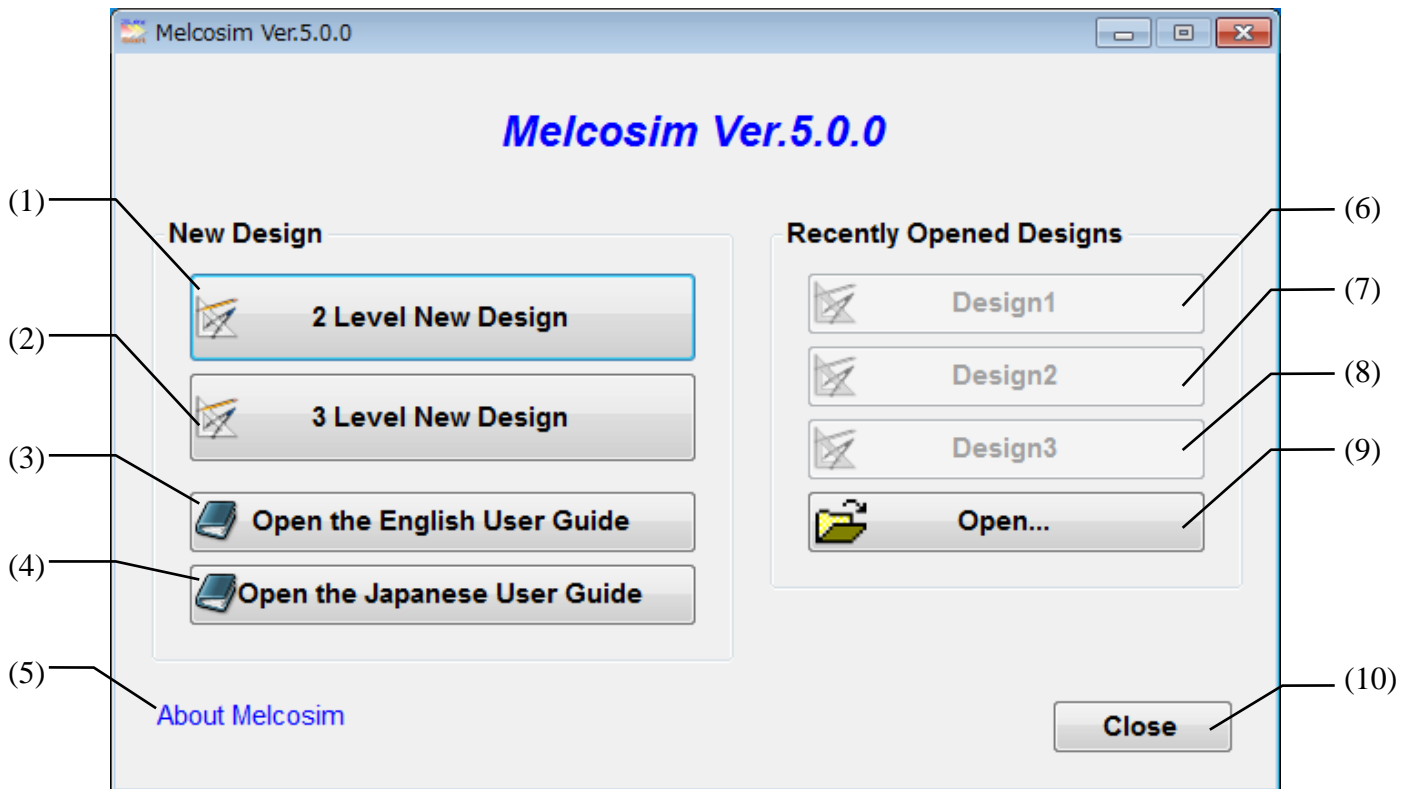 Melcosim Ver.5.0.0
Melcosim Ver.5.0.0
(1)
New Design
2 Level New Design
(2)
3 Level New Design
(3)
Open the English User Guide
(4)
Open the Japanese User Guide
(5)
About Melcosim
Recently Opened Designs
(6)
Design1
(7)
Design2
(8)
Design3
(9)
Open...
(10)
Close